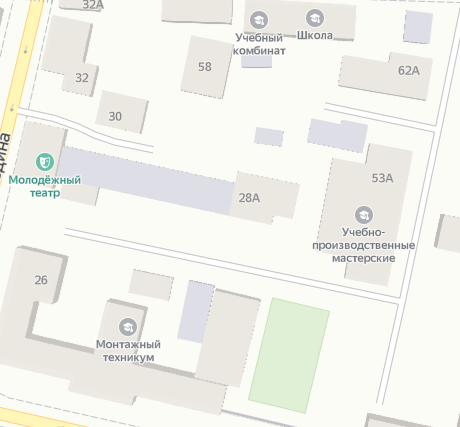 32А
Учебный
комбинат
Школа
58
62А
32
30
Молодёжный
театр
53А
28А
Учебно-
производственные
мастерские
26
Монтажный
техникум